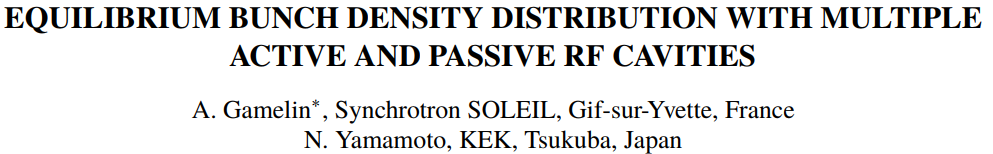 EQUILIBRIUM BUNCH DENSITY DISTRIBUTION WITH MULTIPLE
ACTIVE AND PASSIVE RF CAVITIES
A. Gamelin*, Synchrotron SOLEIL, Gif-sur-Yvette, France
N. Yamamoto, KEK, Tsukuba, Japan